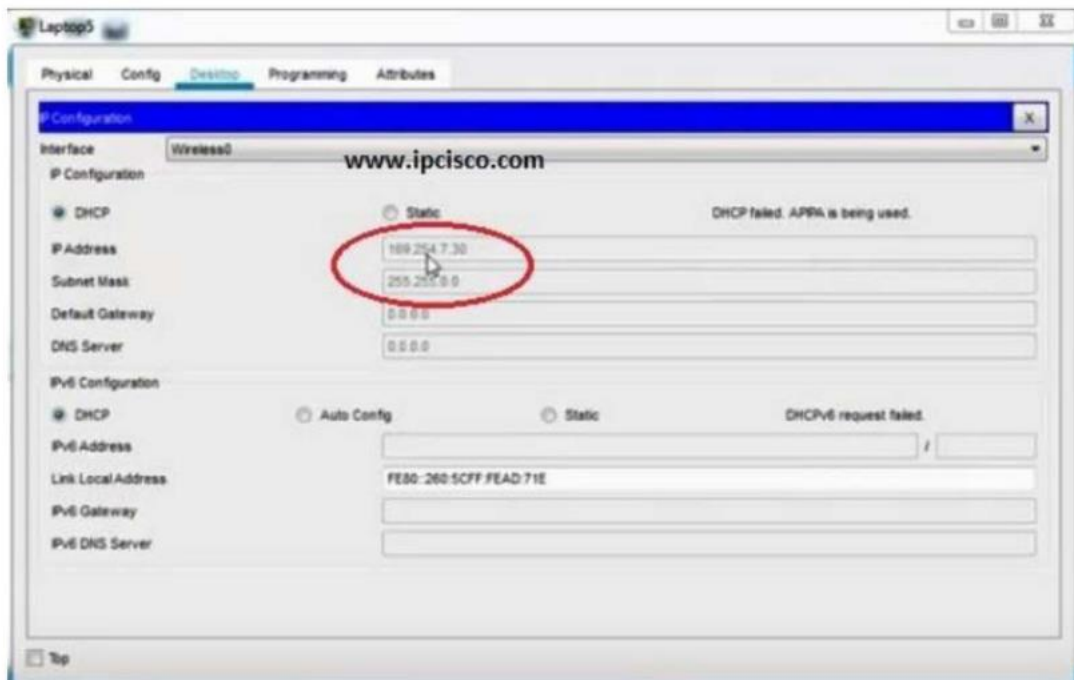 Laptop5
Physical Config Desktop Programming Attributes
IP Configuration X
Interface Wireless0
www.ipcisco.com
IP Configuration
DHCP Static DHCP failed. APIPA is being used.
IP Address 169.254.7.30
Subnet Mask 255.255.0.0
Default Gateway 0.0.0.0
DNS Server 0.0.0.0
IPv6 Configuration
DHCP Auto Config Static DHCPv6 request failed.
IPv6 Address /
Link Local Address FE80::260:5CFF:FEAD:71E
IPv6 Gateway
IPv6 DNS Server
Top